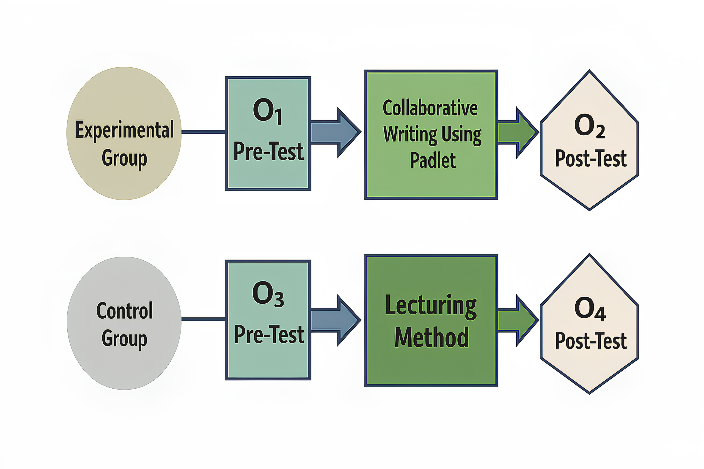 Experimental
Group
O₁
Pre-Test
Collaborative
Writing Using
Padlet
O₂
Post-Test
Control
Group
O₃
Pre-Test
Lecturing
Method
O₄
Post-Test